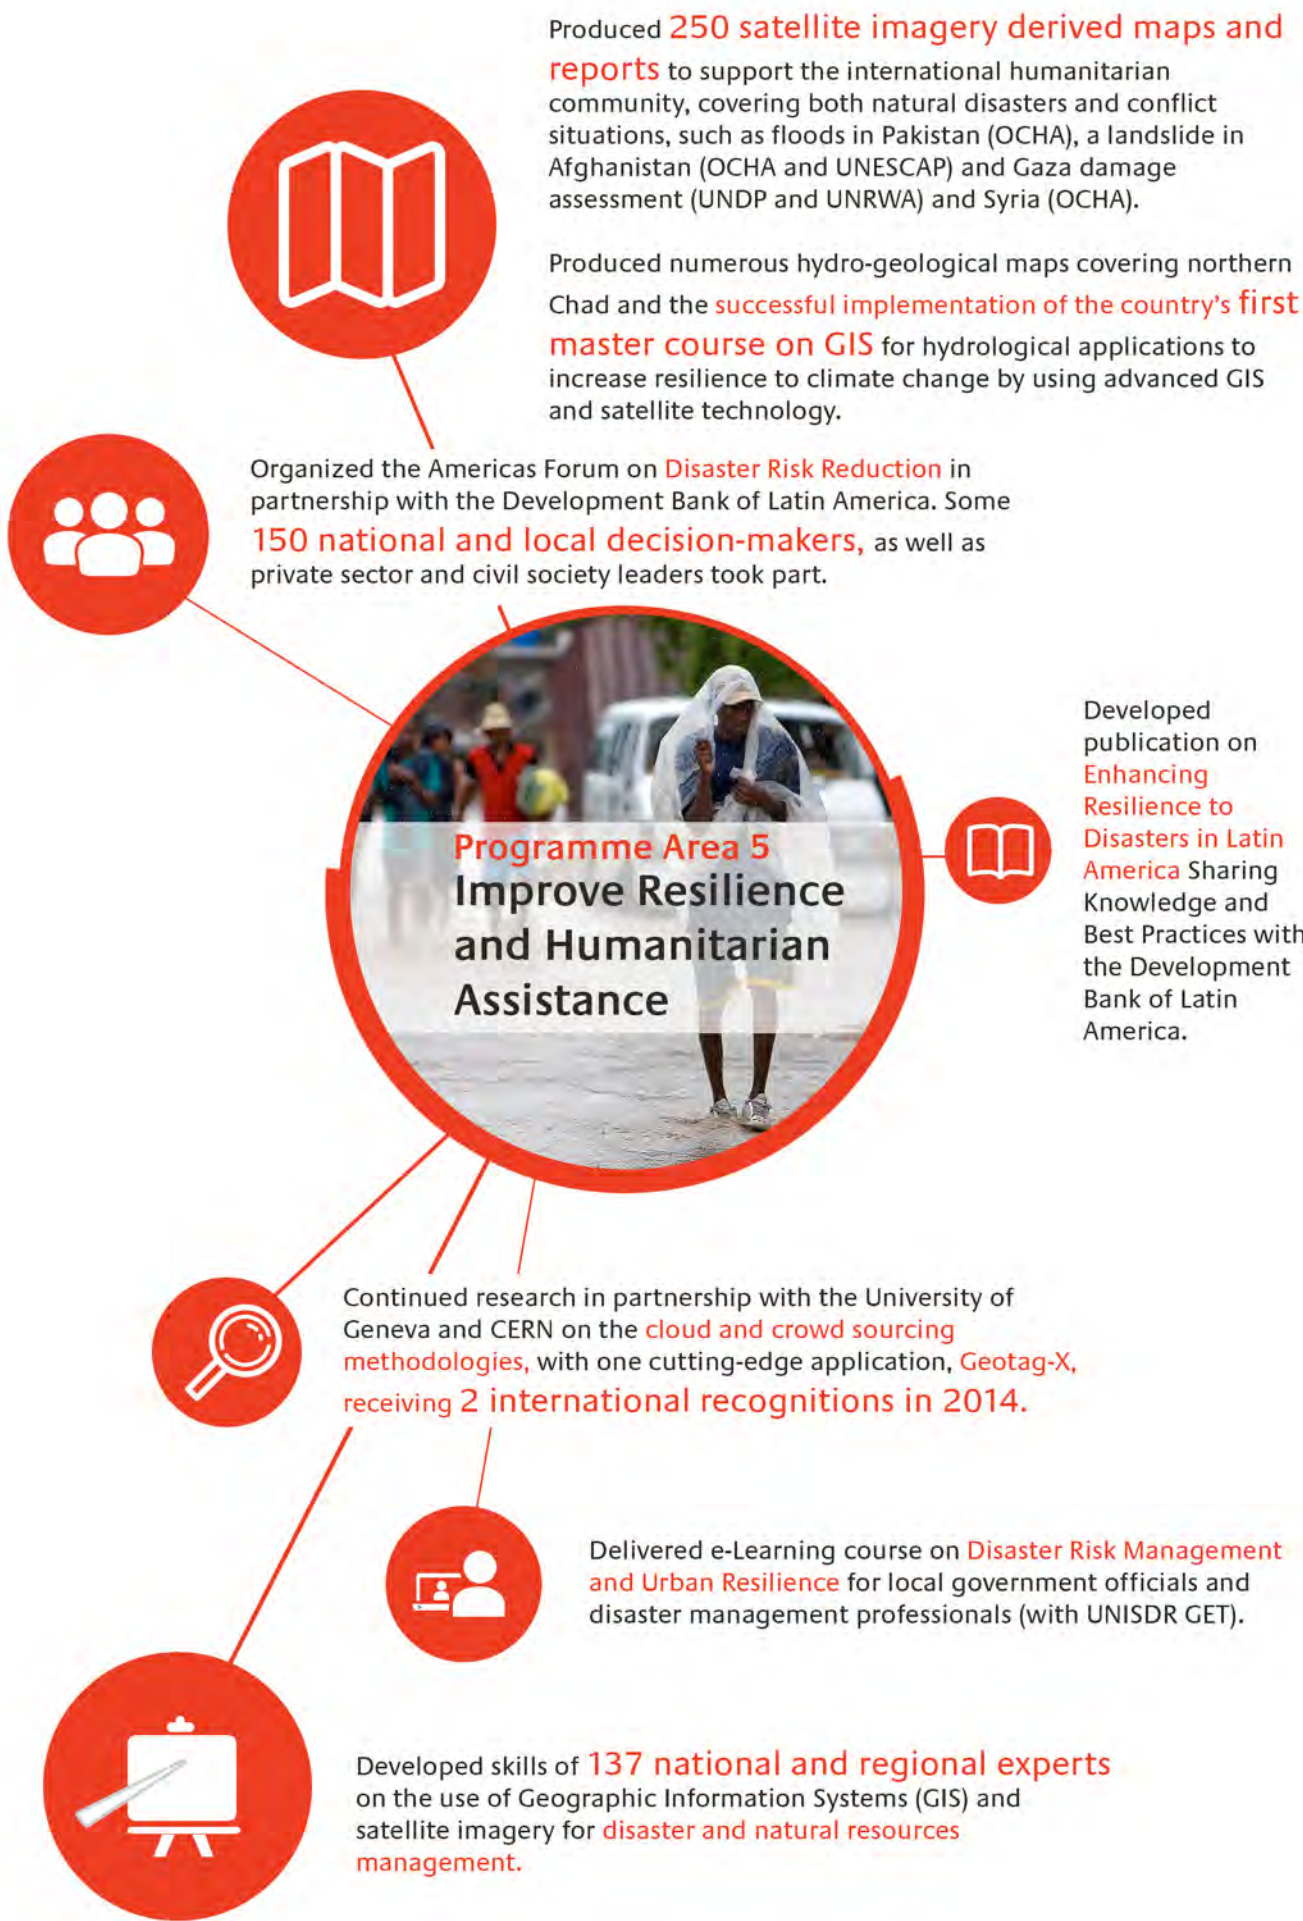 Produced 250 satellite imagery derived maps and
reports to support the international humanitarian
community, covering both natural disasters and conflict
situations, such as floods in Pakistan (OCHA), a landslide in
Afghanistan (OCHA and UNESCAP) and Gaza damage
assessment (UNDP and UNRWA) and Syria (OCHA).
Produced numerous hydro-geological maps covering northern
Chad and the successful implementation of the country's first
master course on GIS for hydrological applications to
increase resilience to climate change by using advanced GIS
and satellite technology.
Organized the Americas Forum on Disaster Risk Reduction in
partnership with the Development Bank of Latin America. Some
150 national and local decision-makers, as well as
private sector and civil society leaders took part.
Programme Area 5
Improve Resilience
and Humanitarian
Assistance
Developed
publication on
Enhancing
Resilience to
Disasters in Latin
America Sharing
Knowledge and
Best Practices with
the Development
Bank of Latin
America.
Continued research in partnership with the University of
Geneva and CERN on the cloud and crowd sourcing
methodologies, with one cutting-edge application, Geotag-X,
receiving 2 international recognitions in 2014.
Delivered e-Learning course on Disaster Risk Management
and Urban Resilience for local government officials and
disaster management professionals (with UNISDR GET).
Developed skills of 137 national and regional experts
on the use of Geographic Information Systems (GIS) and
satellite imagery for disaster and natural resources
management.